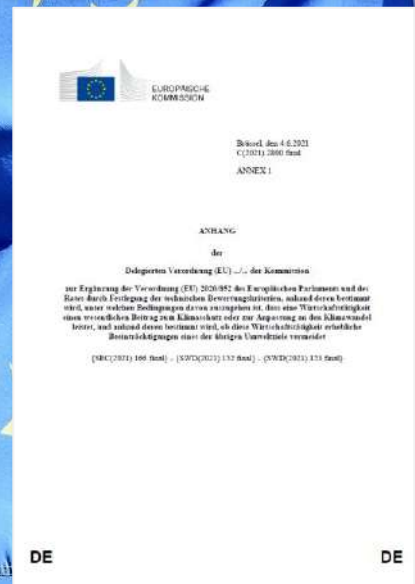 EUROPÄISCHE
KOMMISSION
Brüssel, den 4.6.2021
C(2021) 2800 final
ANNEX 1
ANHANG
der
Delegierten Verordnung (EU) .../... der Kommission
zur Ergänzung der Verordnung (EU) 2020/852 des Europäischen Parlaments und des
Rates durch Festlegung der technischen Bewertungskriterien, anhand deren bestimmt
wird, unter welchen Bedingungen davon auszugehen ist, dass eine Wirtschaftstätigkeit
einen wesentlichen Beitrag zum Klimaschutz oder zur Anpassung an den Klimawandel
leistet, und anhand deren bestimmt wird, ob diese Wirtschaftstätigkeit erhebliche
Beeinträchtigungen eines der übrigen Umweltziele vermeidet
{SEC(2021) 166 final} - {SWD(2021) 152 final} - {SWD(2021) 153 final}
DE
DE